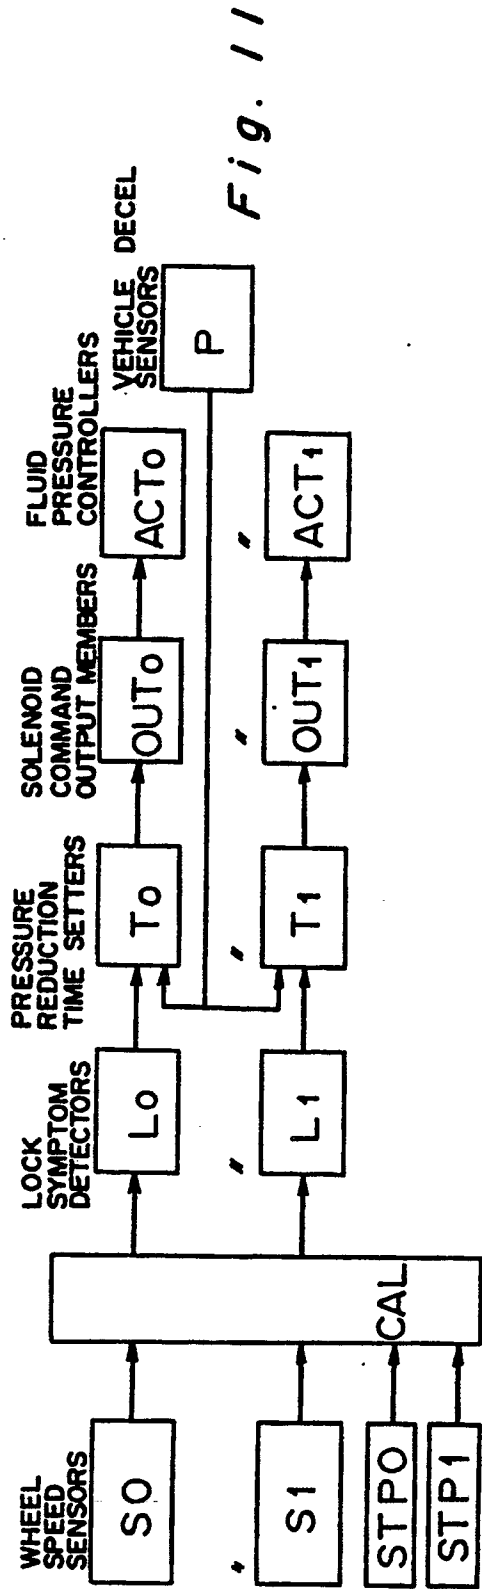 WHEEL
SPEED
SENSORS
LOCK
SYMPTOM
DETECTORS
PRESSURE
REDUCTION
TIME SETTERS
SOLENOID
COMMAND
OUTPUT MEMBERS
FLUID
PRESSURE
CONTROLLERS
VEHICLE DECEL
SENSORS
S0
L0
T0
OUT0
ACT0
P
〃
〃
〃
〃
S1
CAL
L1
T1
OUT1
ACT1
STP0
STP1
Fig. 11